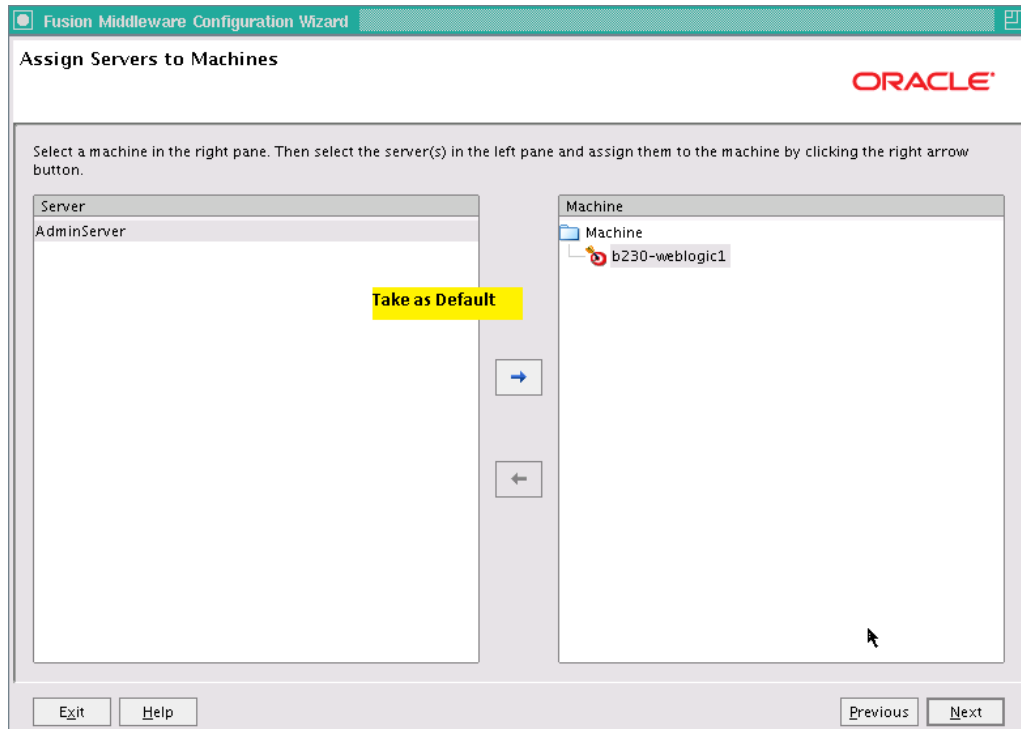 Fusion Middleware Configuration Wizard
Assign Servers to Machines
ORACLE
Select a machine in the right pane. Then select the server(s) in the left pane and assign them to the machine by clicking the right arrow
button.
Server
Machine
AdminServer
Machine
b230-weblogic1
Take as Default
Exit
Help
Previous
Next